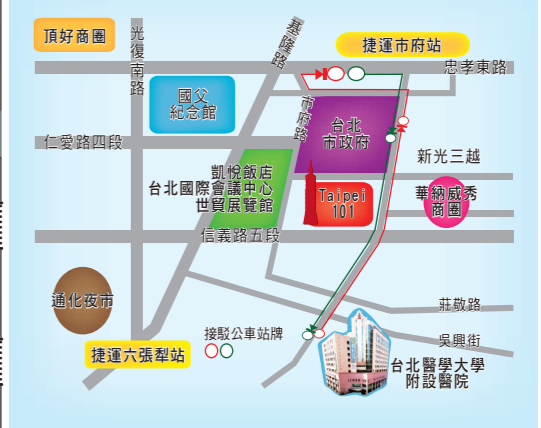 頂好商圈
光復南路
基隆路
捷運市府站
忠孝東路
國父
紀念館
市府路
台北
市政府
仁愛路四段
新光三越
凱悅飯店
台北國際會議中心
世貿展覽館
Taipei
101
華納威秀
商圈
信義路五段
通化夜市
莊敬路
接駁公車站牌
吳興街
捷運六張犁站
台北醫學大學
附設醫院